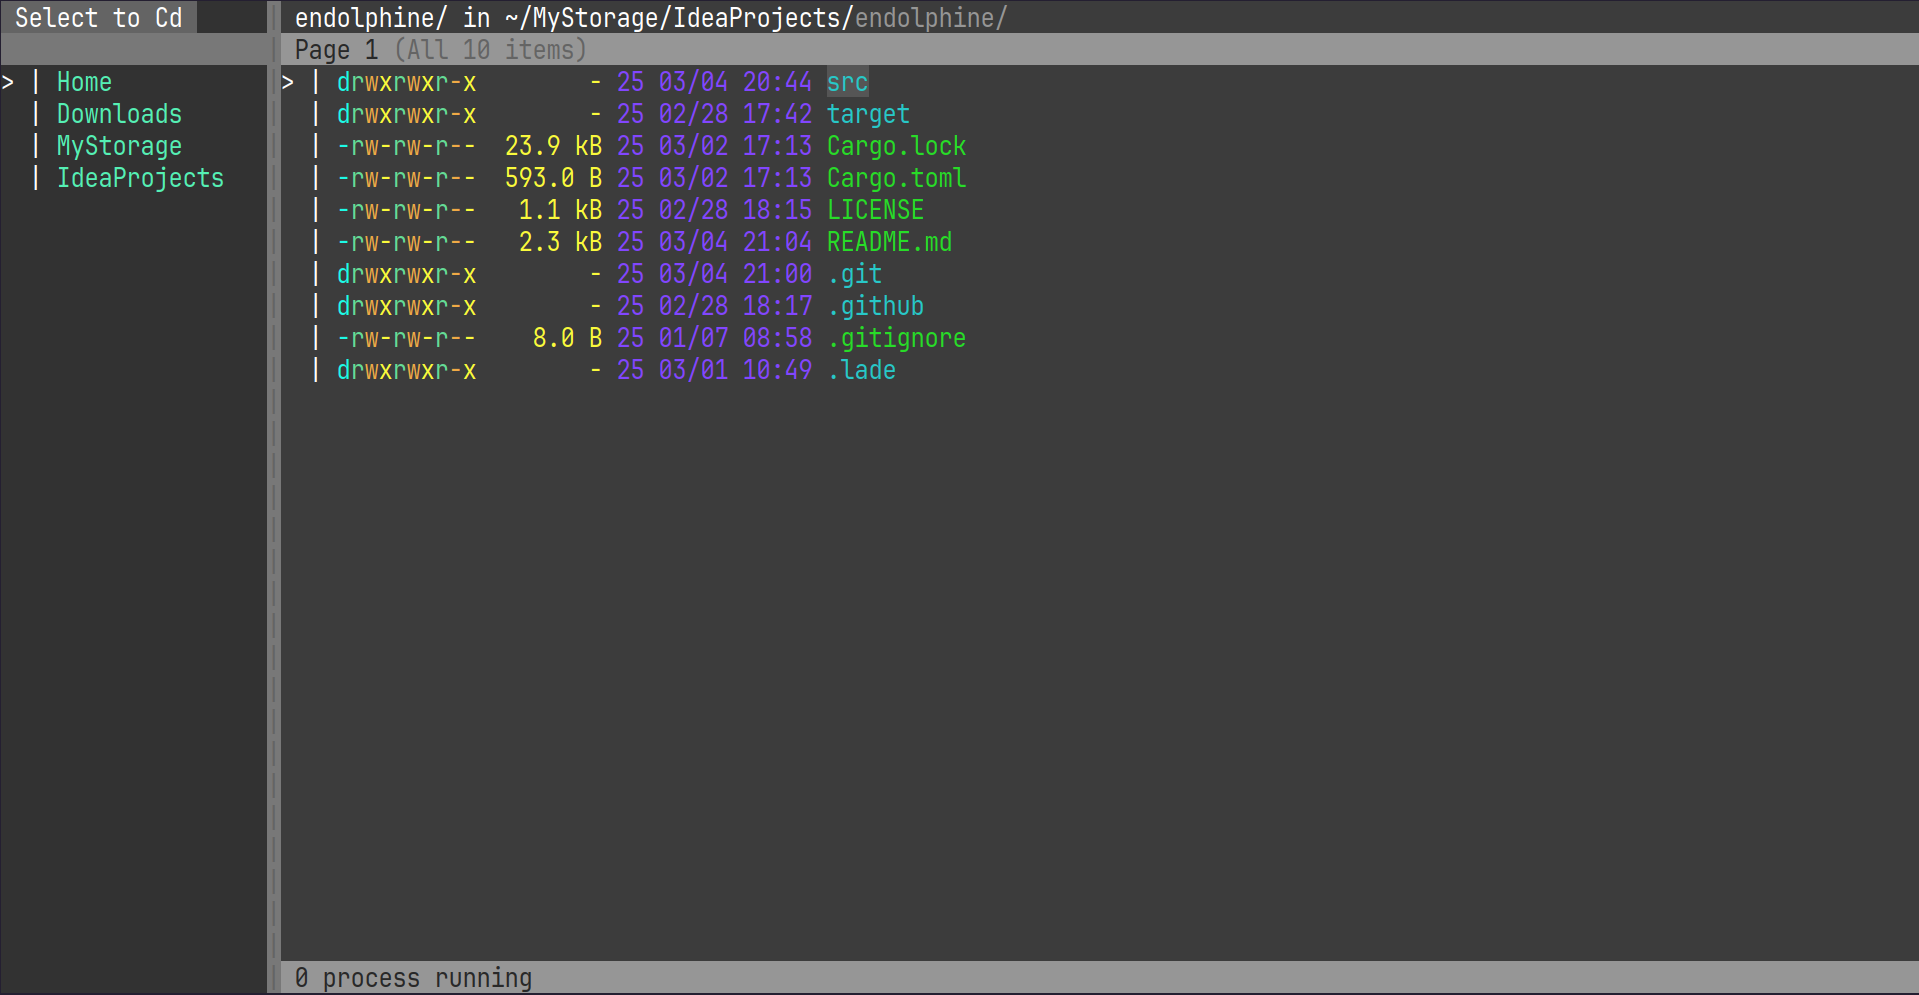 Select to Cd
> | Home
| Downloads
| MyStorage
| IdeaProjects
endolphine/ in ~/MyStorage/IdeaProjects/endolphine/
Page 1 (All 10 items)
> | drwxrwxr-x - 25 03/04 20:44 src
| drwxrwxr-x - 25 02/28 17:42 target
| -rw-rw-r-- 23.9 kB 25 03/02 17:13 Cargo.lock
| -rw-rw-r-- 593.0 B 25 03/02 17:13 Cargo.toml
| -rw-rw-r-- 1.1 kB 25 02/28 18:15 LICENSE
| -rw-rw-r-- 2.3 kB 25 03/04 21:04 README.md
| drwxrwxr-x - 25 03/04 21:00 .git
| drwxrwxr-x - 25 02/28 18:17 .github
| -rw-rw-r-- 8.0 B 25 01/07 08:58 .gitignore
| drwxrwxr-x - 25 03/01 10:49 .lade
0 process running